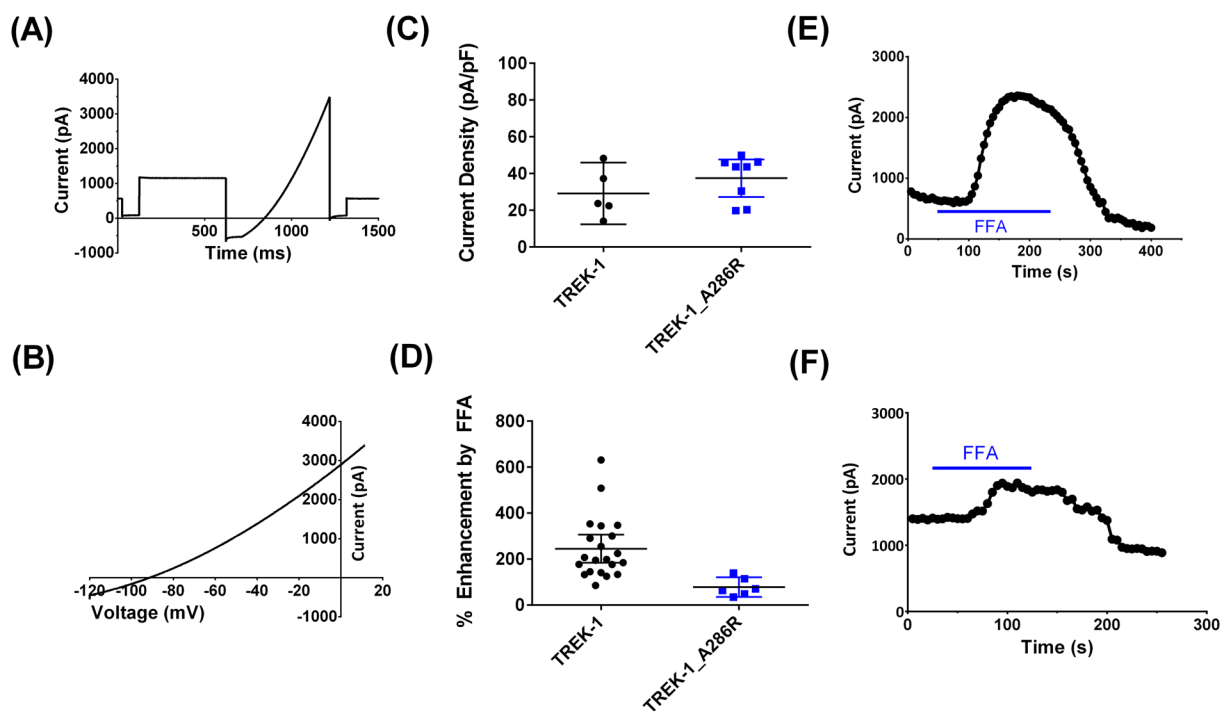 (A)
4000
3000
2000
1000
0
-1000
Current (pA)
500
1000
1500
Time (ms)
(B)
4000
3000
2000
1000
-1000
Current (pA)
-120 -100 -80 -60 -40 -20
20
Voltage (mV)
(C)
100
80
60
40
20
0
Current Density (pA/pF)
TREK-1
TREK-1_A286R
(D)
800
600
400
200
0
% Enhancement by FFA
TREK-1
TREK-1_A286R
(E)
3000
2000
1000
0
Current (pA)
FFA
0 100 200 300 400
Time (s)
(F)
3000
2000
1000
0
Current (pA)
FFA
0 100 200 300
Time (s)